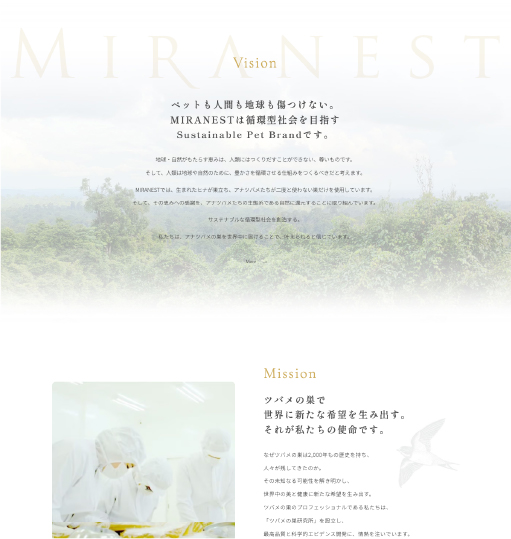 MIRANEST
Vision
ペットも人間も地球も傷つけない。
MIRANESTは循環型社会を目指す
Sustainable Pet Brandです。
地球・自然がもたらす恵みは、人類にはつくりだすことができない、尊いものです。
そして、人類は地球や自然のために、豊かさを循環させる仕組みをつくるべきだと考えます。
MIRANESTでは、生まれたヒナが巣立ち、アナツバメたちが二度と使わない巣だけを使用しています。
そして、その恵みへの感謝を、アナツバメたちの生息地である自然に還元することに取り組んでいます。
サステナブルな循環型社会を創造する。
私たちは、アナツバメの巣を世界中に届けることで、
Mission
ツバメの巣で
世界に新たな希望を生み出す。
それが私たちの使命です。
なぜツバメの巣は2,000年もの歴史を持ち、
人々が残してきたのか。
その未知なる可能性を解き明かし、
世界中の美と健康に新たな希望を生み出す。
ツバメの巣のプロフェッショナルである私たちは、
「ツバメの巣研究所」を設立し、
最高品質と科学的エビデンス開発に、情熱を注いでいます。